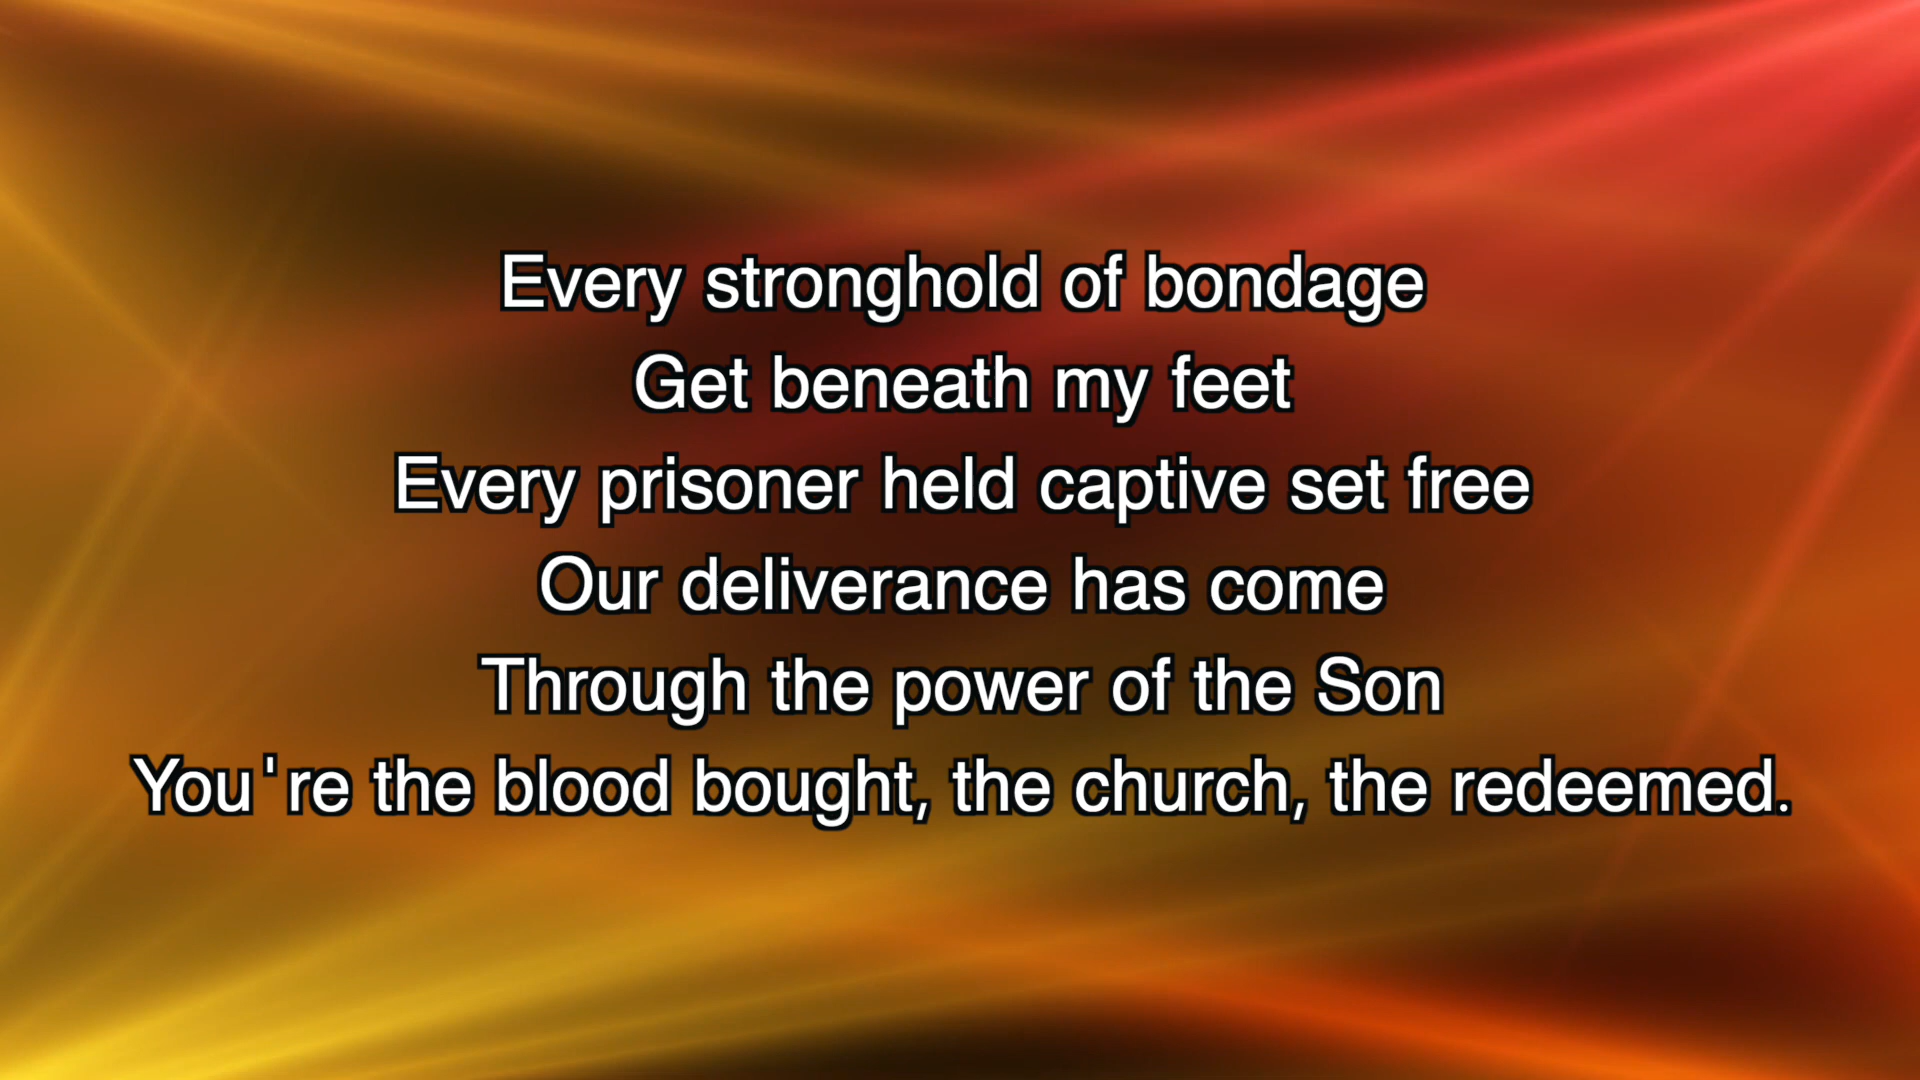 Every stronghold of bondage
Get beneath my feet
Every prisoner held captive set free
Our deliverance has come
Through the power of the Son
You're the blood bought, the church, the redeemed.